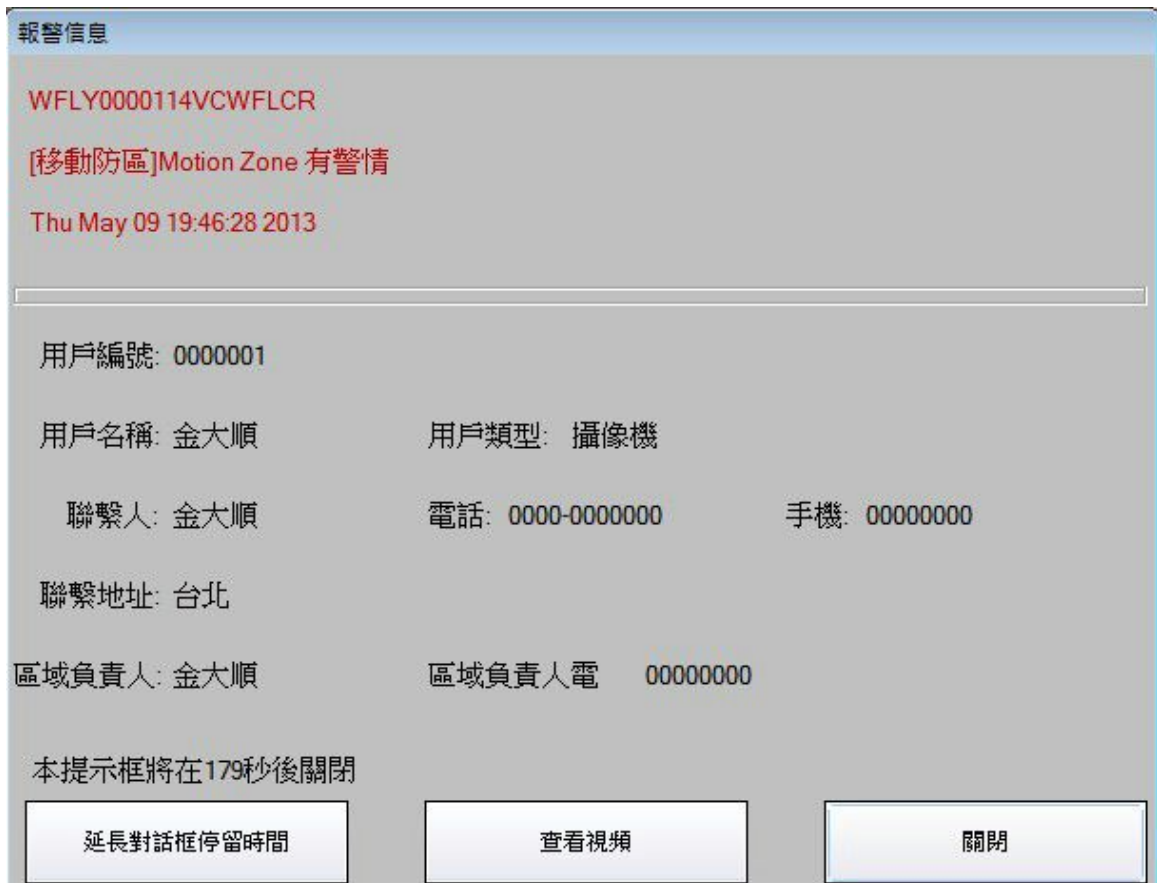 報警信息
WFLY0000114VCWFLCR
[移動防區]Motion Zone 有警情
Thu May 09 19:46:28 2013
用戶編號: 0000001
用戶名稱: 金大順 用戶類型: 攝像機
聯繫人: 金大順 電話: 0000-0000000 手機: 00000000
聯繫地址: 台北
區域負責人: 金大順 區域負責人電 00000000
本提示框將在179秒後關閉
延長對話框停留時間 查看視頻 關閉